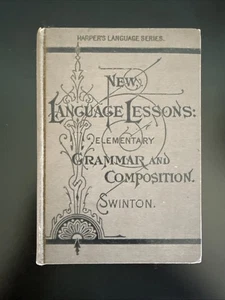 HARPER'S LANGUAGE SERIES.
NEW
LANGUAGE LESSONS:
ELEMENTARY
GRAMMAR AND
COMPOSITION.
SWINTON.